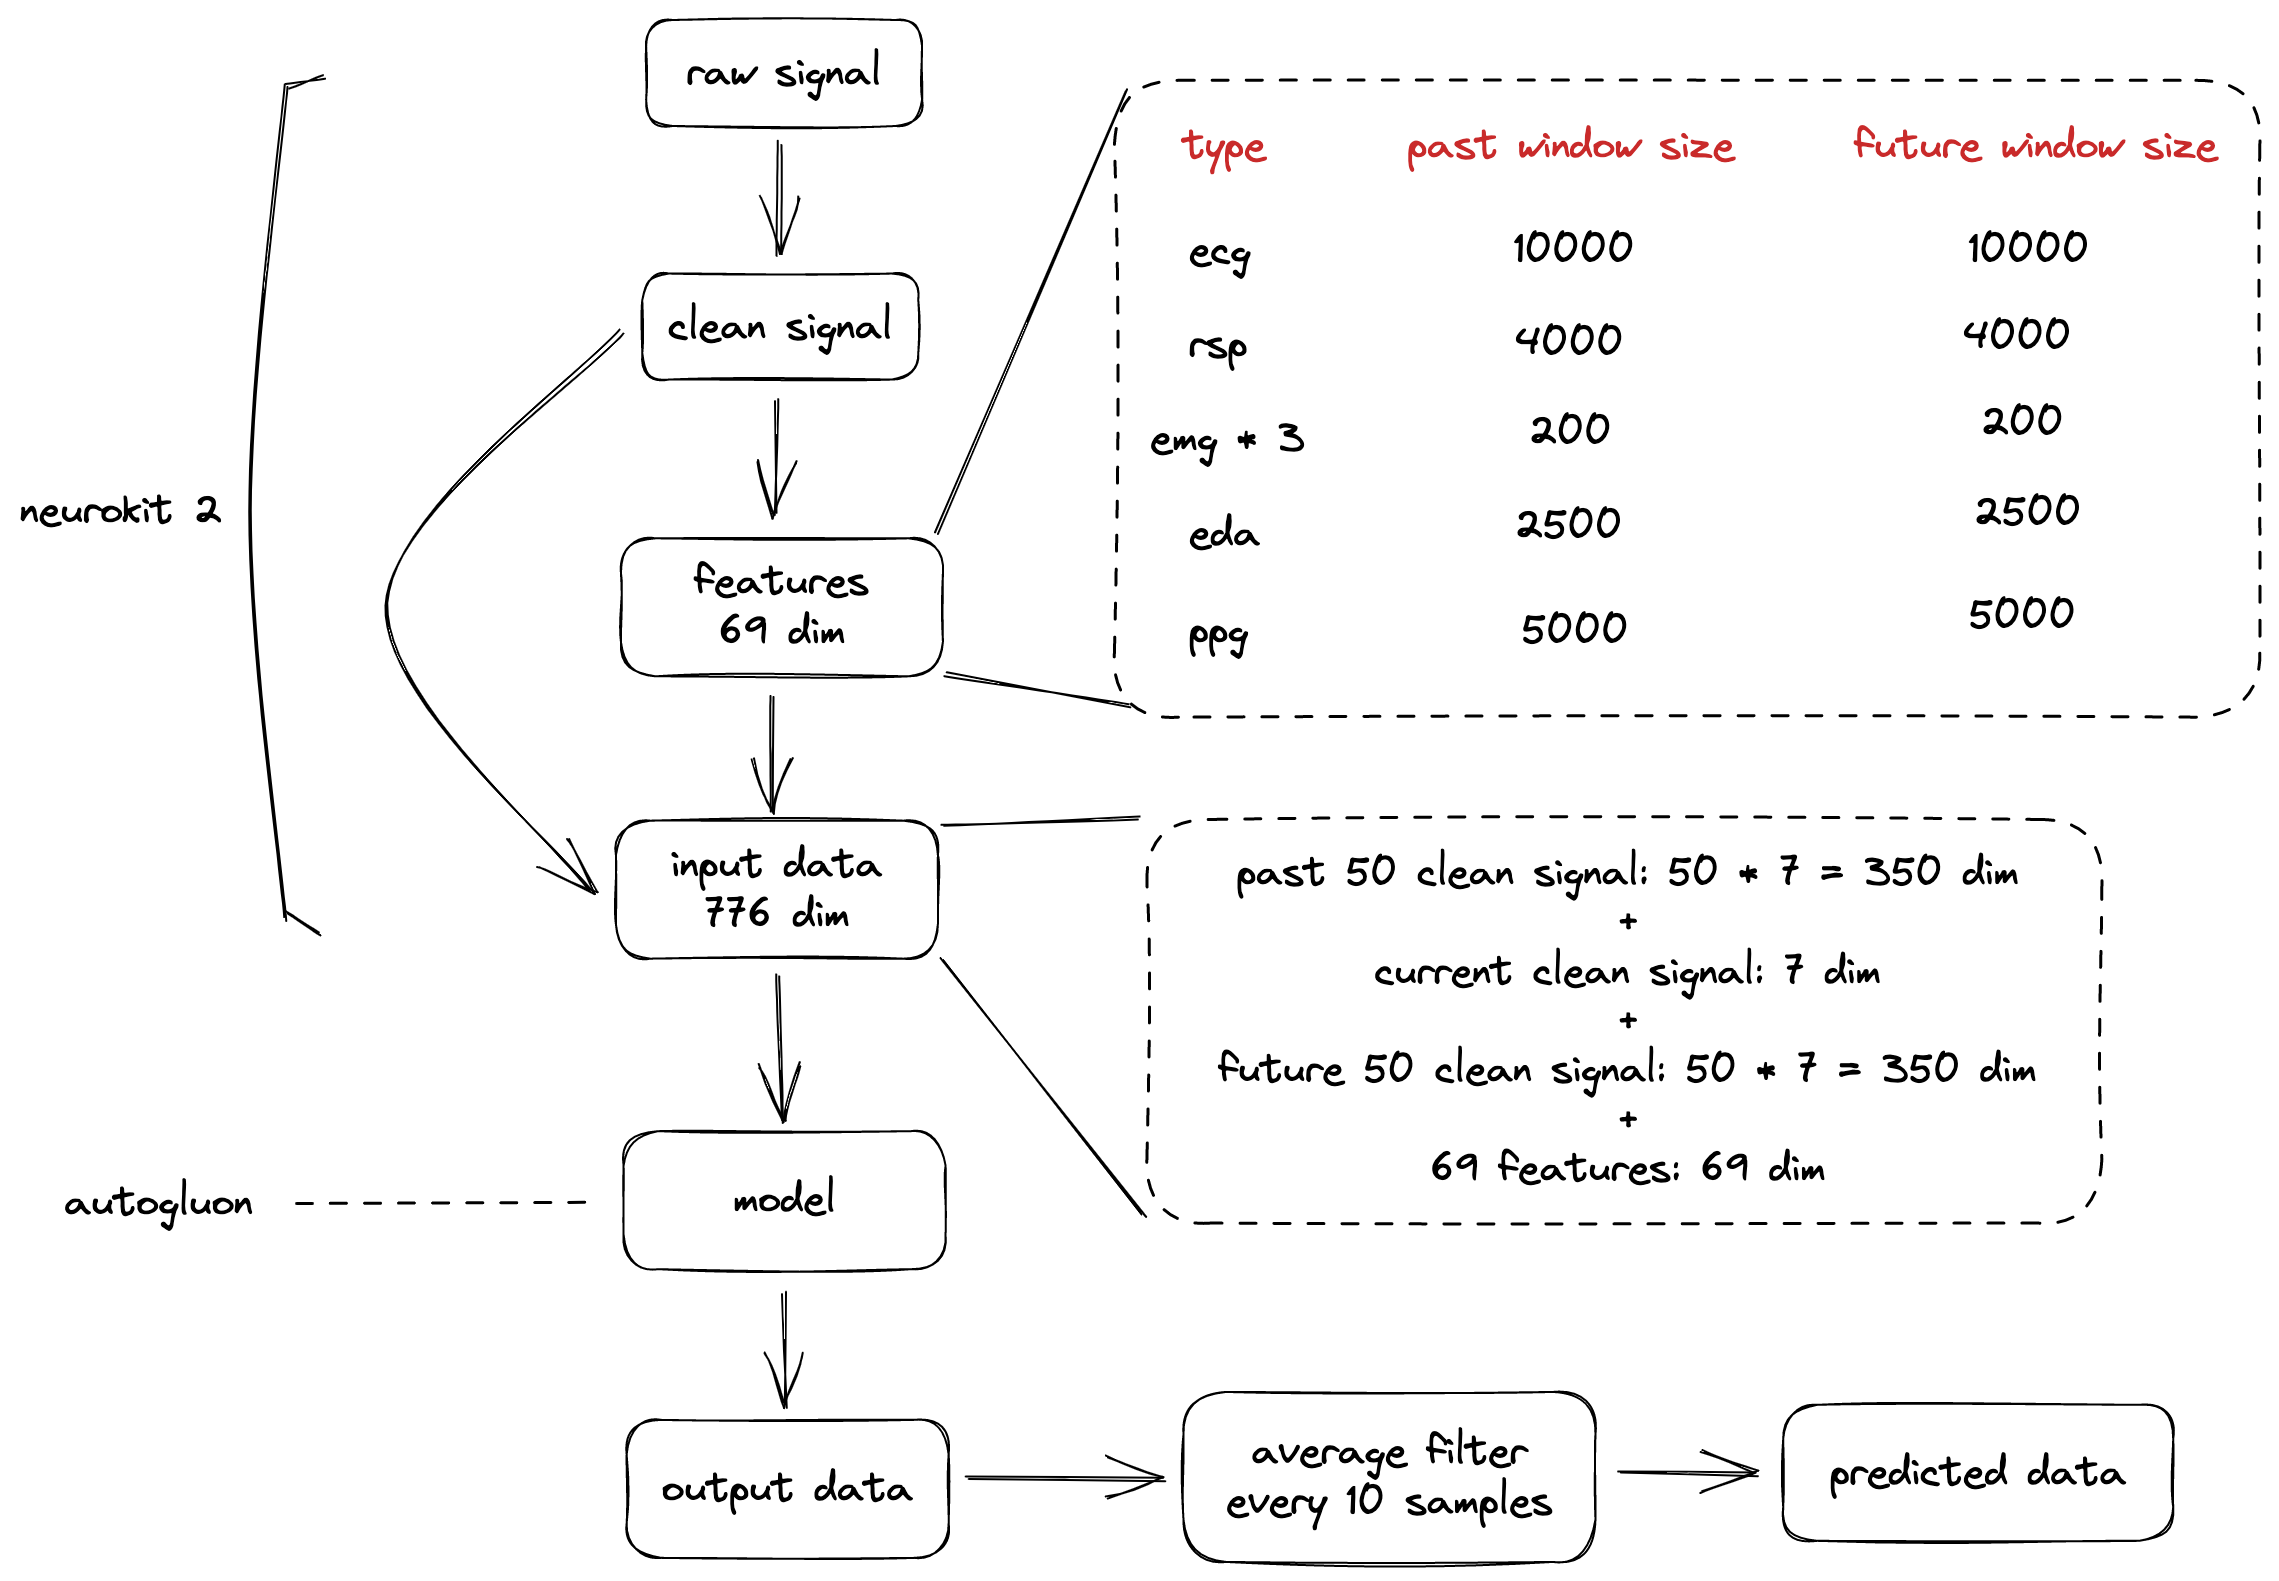 raw signal
clean signal
neurokit 2
features
69 dim
type past window size future window size
ecg 10000 10000
rsp 4000 4000
emg * 3 200 200
eda 2500 2500
ppg 5000 5000
input data
776 dim
past 50 clean signal: 50 * 7 = 350 dim
+
current clean signal: 7 dim
+
future 50 clean signal: 50 * 7 = 350 dim
+
69 features: 69 dim
autogluon
model
output data
average filter
every 10 samples
predicted data